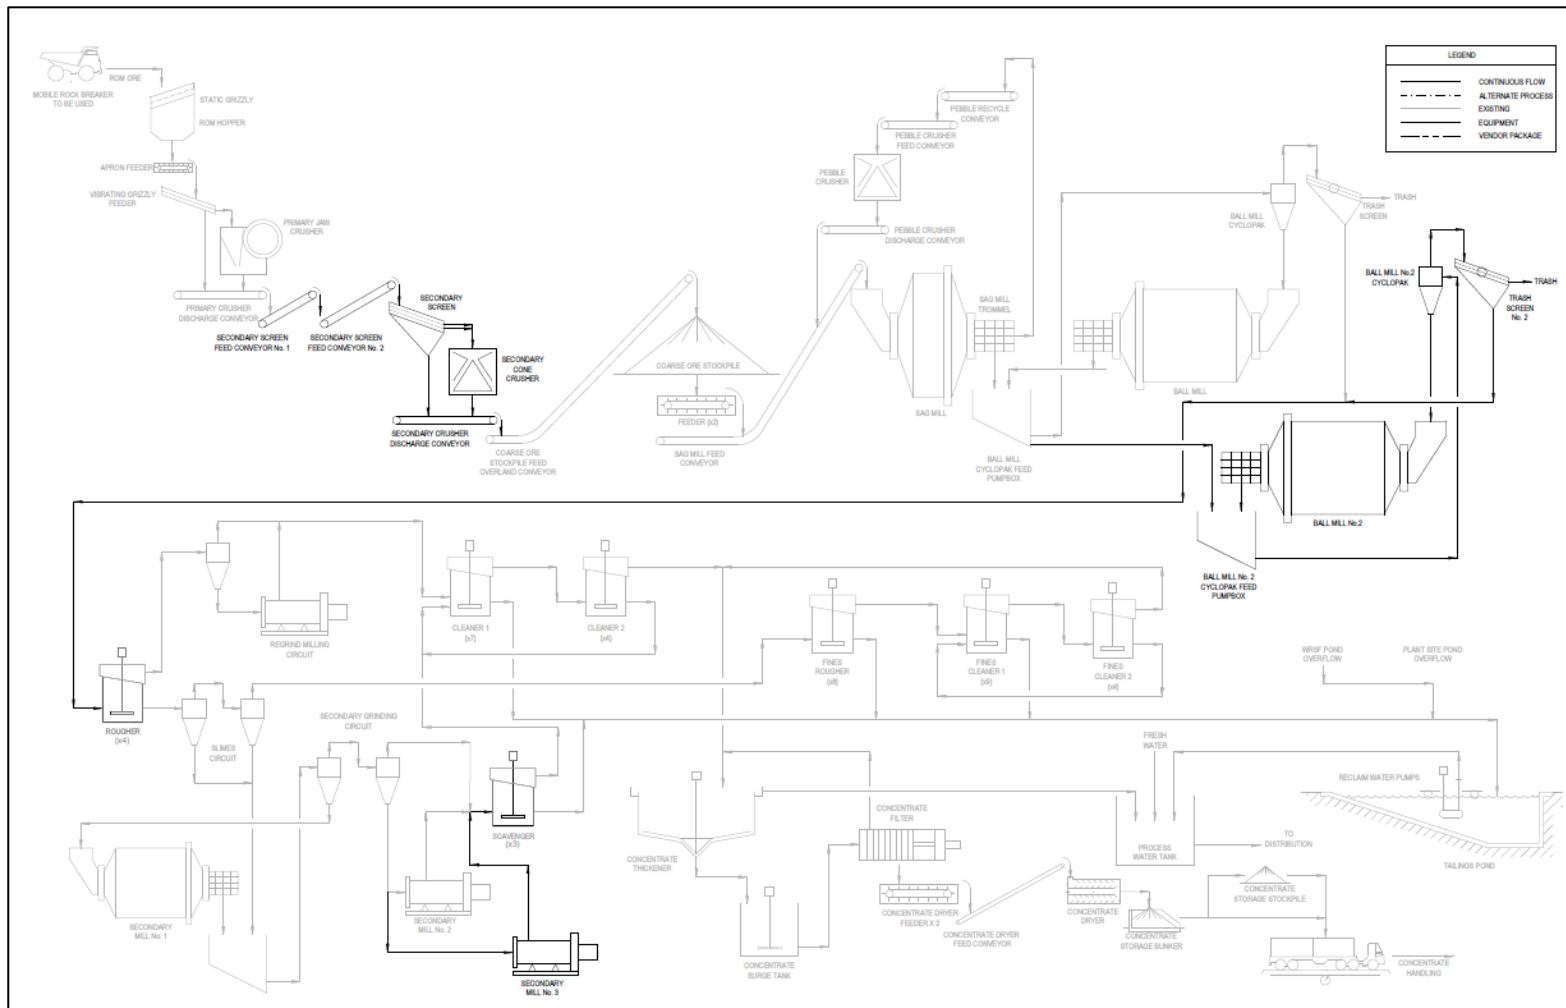 LEGEND
CONTINUOUS FLOW
ALTERNATE PROCESS
EXISTING
EQUIPMENT
VENDOR PACKAGE
ROM ORE
MOBILE ROCK BREAKER
TO BE USED
STATIC GRIZZLY
ROM HOPPER
APRON FEEDER
VIBRATING GRIZZLY
FEEDER
PRIMARY JAW
CRUSHER
PRIMARY CRUSHER
DISCHARGE CONVEYOR
SECONDARY SCREEN
FEED CONVEYOR No. 1
SECONDARY SCREEN
FEED CONVEYOR No. 2
SECONDARY
SCREEN
SECONDARY
CONE
CRUSHER
SECONDARY CRUSHER
DISCHARGE CONVEYOR
COARSE ORE
STOCKPILE FEED
OVERLAND CONVEYOR
COARSE ORE STOCKPILE
FEEDER (x2)
SAG MILL FEED
CONVEYOR
PEBBLE RECYCLE
CONVEYOR
PEBBLE CRUSHER
FEED CONVEYOR
PEBBLE
CRUSHER
PEBBLE CRUSHER
DISCHARGE CONVEYOR
SAG MILL
TROMMEL
SAG MILL
BALL MILL
CYCLOPAK FEED
PUMPBOX
BALL MILL
CYCLOPAK
TRASH
TRASH
SCREEN
BALL MILL
BALL MILL No.2
CYCLOPAK
TRASH
TRASH
SCREEN
No. 2
BALL MILL No.2
BALL MILL No. 2
CYCLOPAK FEED
PUMPBOX
REGRIND MILLING
CIRCUIT
CLEANER 1
(x7)
CLEANER 2
(x4)
FINES
ROUGHER
(x8)
FINES
CLEANER 1
(x9)
FINES
CLEANER 2
(x4)
WRSF POND
OVERFLOW
PLANT SITE POND
OVERFLOW
ROUGHER
(x4)
SLIMES
CIRCUIT
SECONDARY GRINDING
CIRCUIT
SCAVENGER
(x3)
SECONDARY
MILL No. 1
SECONDARY
MILL No. 2
SECONDARY
MILL No. 3
CONCENTRATE
THICKENER
CONCENTRATE
SURGE TANK
CONCENTRATE
FILTER
CONCENTRATE DRYER
FEEDER X 2
CONCENTRATE DRYER
FEED CONVEYOR
CONCENTRATE
DRYER
FRESH
WATER
PROCESS
WATER TANK
TO
DISTRIBUTION
RECLAIM WATER PUMPS
TAILINGS POND
CONCENTRATE
STORAGE STOCKPILE
CONCENTRATE
STORAGE BUNKER
CONCENTRATE
HANDLING